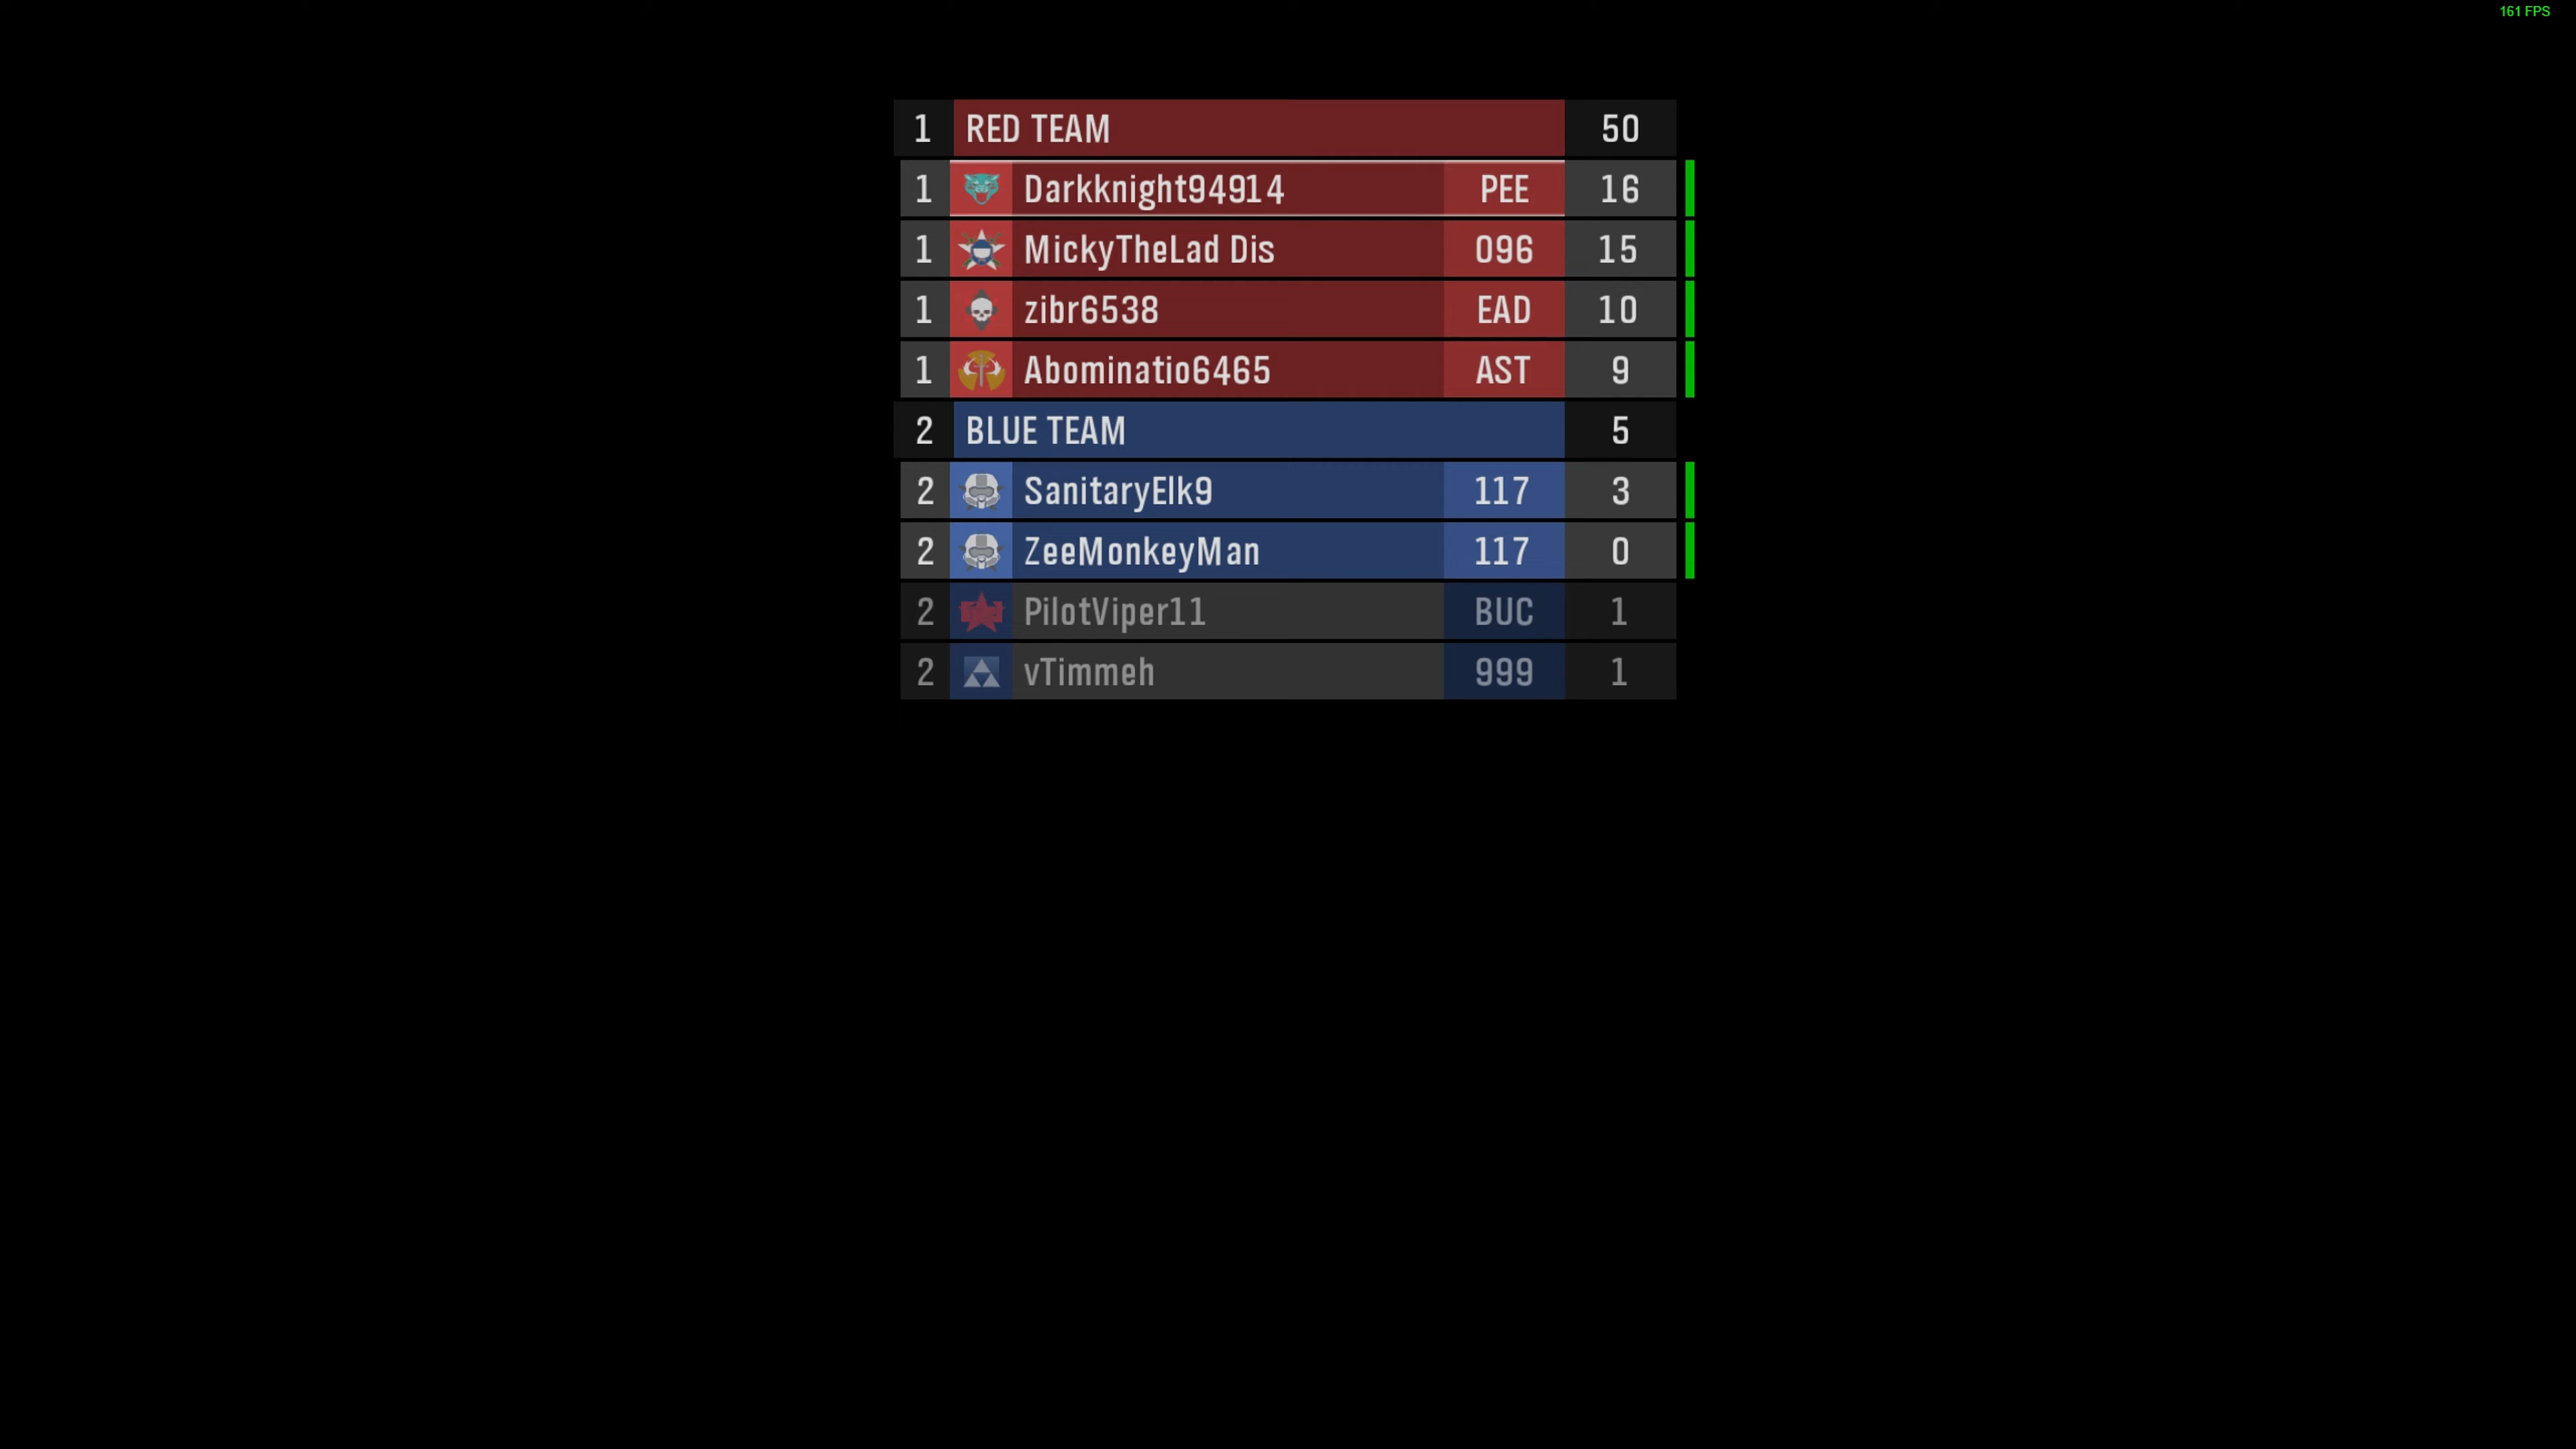 161 FPS
1 RED TEAM 50
1 Darkknight94914 PEE 16
1 MickyTheLad Dis 096 15
1 zibr6538 EAD 10
1 Abominatio6465 AST 9
2 BLUE TEAM 5
2 SanitaryElk9 117 3
2 ZeeMonkeyMan 117 0
2 PilotViper11 BUC 1
2 vTimmeh 999 1